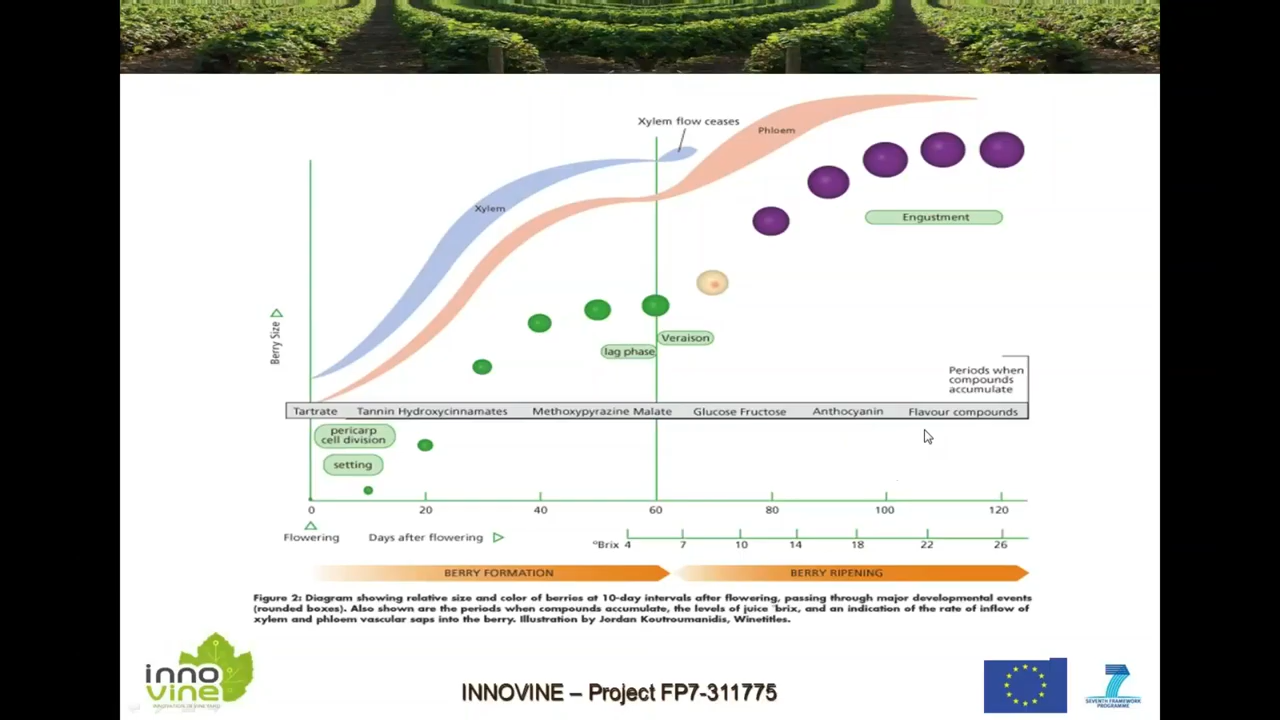 Xylem flow ceases
Phloem
Xylem
Engustment
Berry Size
Veraison
lag phase
Periods when
compounds
accumulate
Tartrate Tannin Hydroxycinnamates Methoxypyrazine Malate Glucose Fructose Anthocyanin Flavour compounds
pericarp
cell division
setting
0 20 40 60 80 100 120
Flowering Days after flowering
°Brix 4 7 10 14 18 22 26
BERRY FORMATION BERRY RIPENING
Figure 2: Diagram showing relative size and color of berries at 10-day intervals after flowering, passing through major developmental events
(rounded boxes). Also shown are the periods when compounds accumulate, the levels of juice °brix, and an indication of the rate of inflow of
xylem and phloem vascular saps into the berry. Illustration by Jordan Koutroumanidis, Winetitles.
inno
vine
INNOVINE – Project FP7-311775
SEVENTH FRAMEWORK
PROGRAMME